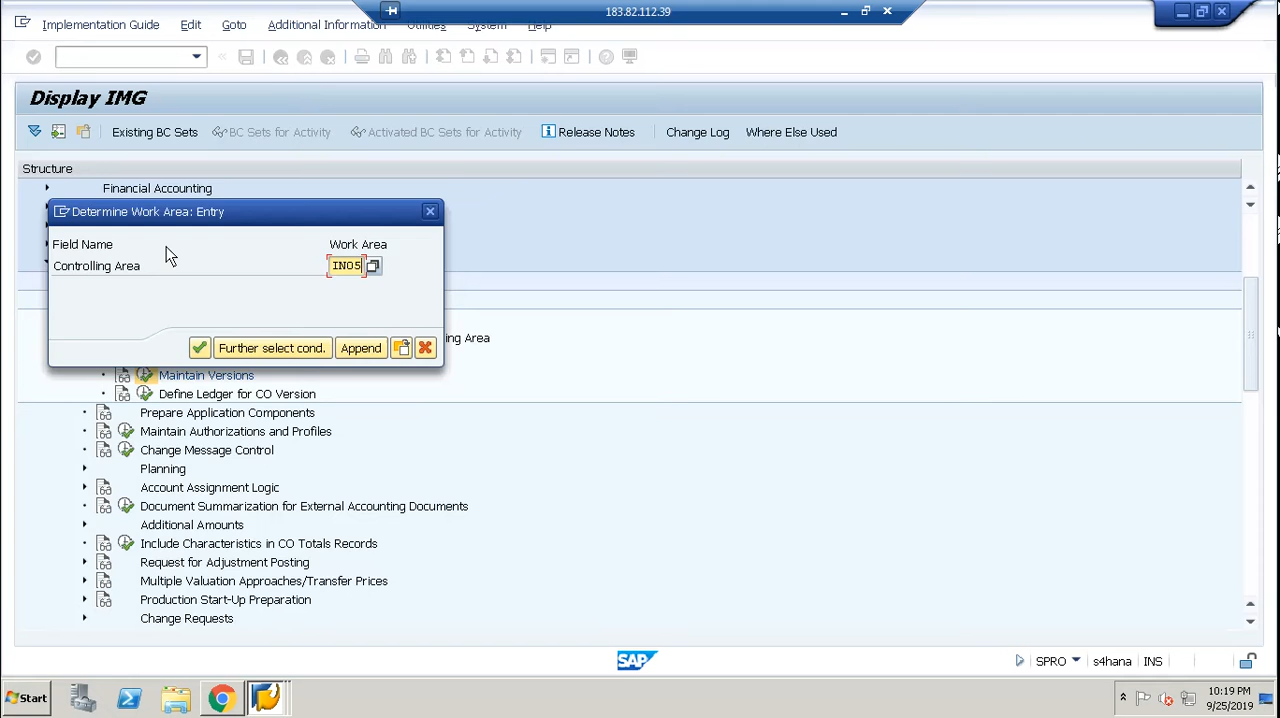 183.82.112.39
Implementation Guide Edit Goto Additional Information Utilities System Help
Display IMG
Existing BC Sets BC Sets for Activity Activated BC Sets for Activity Release Notes Change Log Where Else Used
Structure
Financial Accounting
Determine Work Area: Entry
Field Name Work Area
Controlling Area IN05
ing Area
Further select cond. Append
Maintain Versions
Define Ledger for CO Version
Prepare Application Components
Maintain Authorizations and Profiles
Change Message Control
Planning
Account Assignment Logic
Document Summarization for External Accounting Documents
Additional Amounts
Include Characteristics in CO Totals Records
Request for Adjustment Posting
Multiple Valuation Approaches/Transfer Prices
Production Start-Up Preparation
Change Requests
SAP SPRO s4hana INS
Start 10:19 PM
9/25/2019